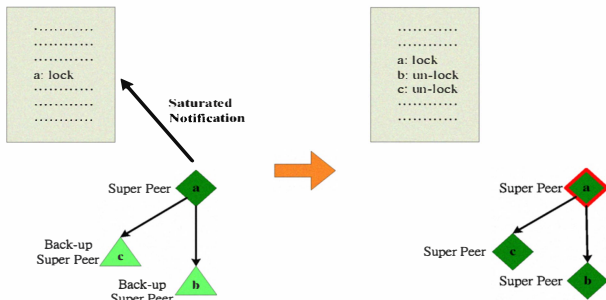 a: lock
Saturated
Notification
Super Peer
a
Back-up
Super Peer
c
Back-up
Super Peer
b
a: lock
b: un-lock
c: un-lock
Super Peer
a
Super Peer
c
Super Peer
b